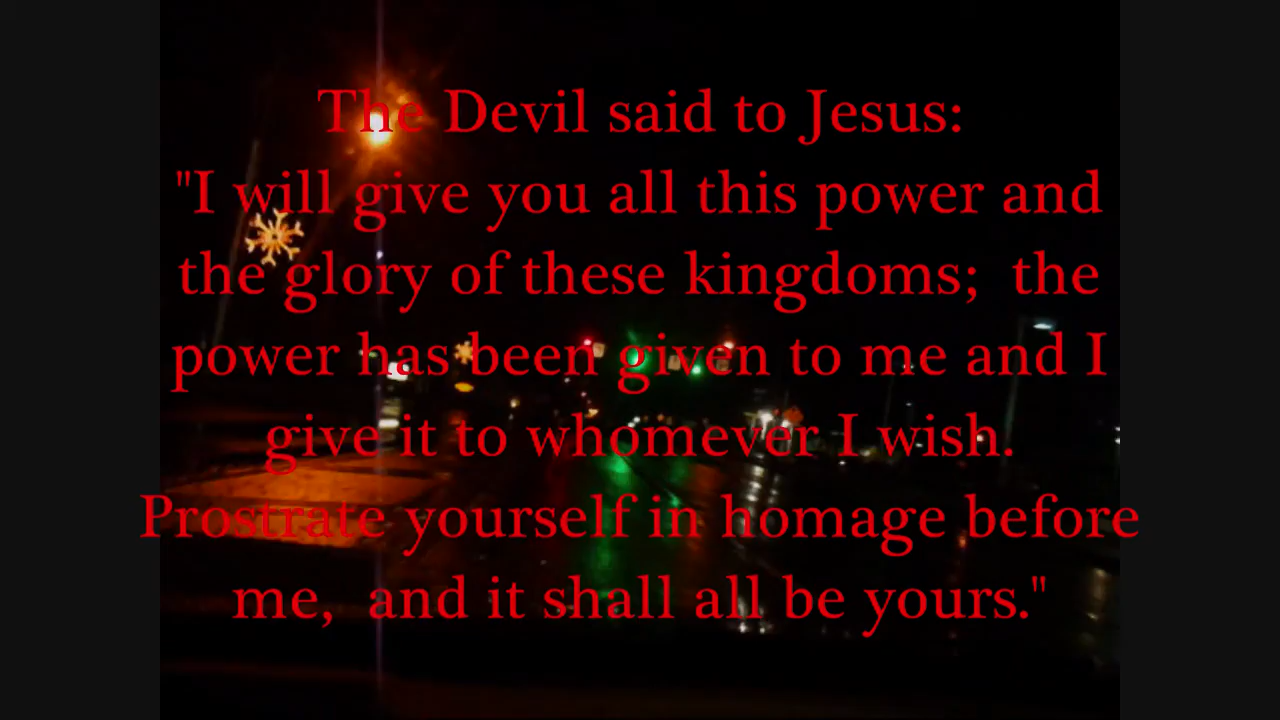 The Devil said to Jesus:
"I will give you all this power and
the glory of these kingdoms;  the
power has been given to me and I
give it to whomever I wish.
Prostrate yourself in homage before
me,  and it shall all be yours."